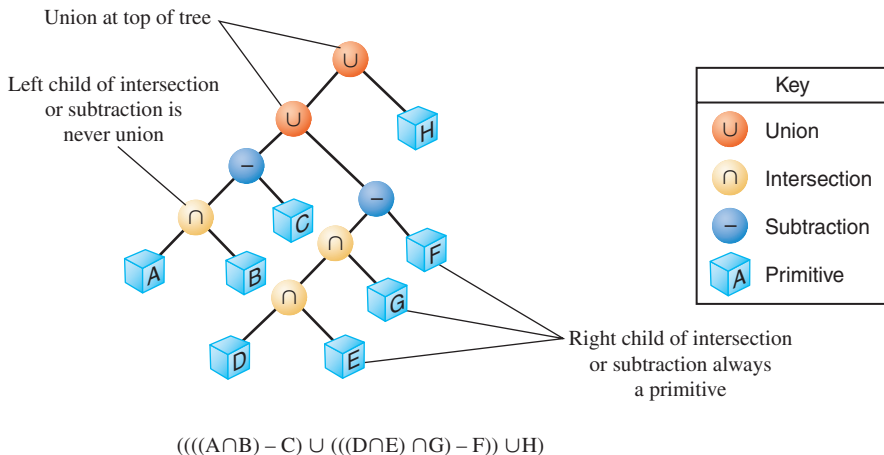 Union at top of tree
∪
Left child of intersection
or subtraction is
never union
∪
H
–
∩
C
–
A
B
∩
F
∩
G
D
E
Right child of intersection
or subtraction always
a primitive
Key
∪ Union
∩ Intersection
– Subtraction
A Primitive
((((A∩B) – C) ∪ (((D∩E) ∩G) – F)) ∪H)